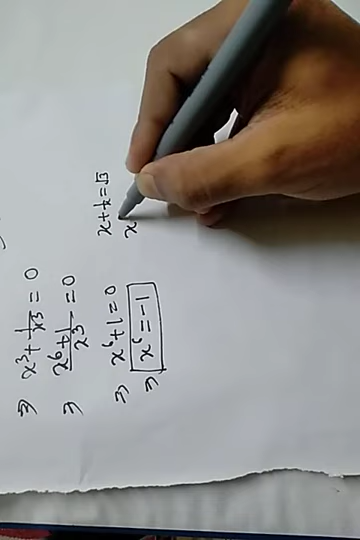 ⇒ x³ + 1/x³ = 0
⇒ x⁶ + 1/x³ = 0
⇒ x⁶ + 1 = 0
⇒ x⁶ = -1
x + 1/x = √3
x